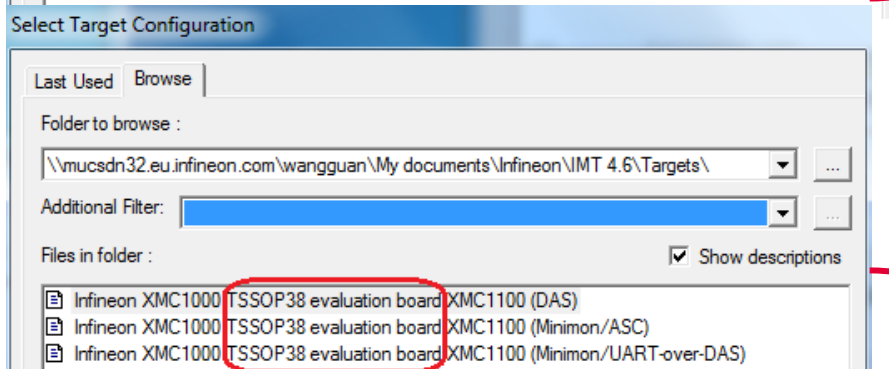 Select Target Configuration
Last Used Browse
Folder to browse :
\\mucsdn32.eu.infineon.com\wangguan\My documents\Infineon\IMT 4.6\Targets\ ...
Additional Filter: ...
Files in folder : Show descriptions
Infineon XMC1000 TSSOP38 evaluation board XMC1100 (DAS)
Infineon XMC1000 TSSOP38 evaluation board XMC1100 (Minimon/ASC)
Infineon XMC1000 TSSOP38 evaluation board XMC1100 (Minimon/UART-over-DAS)